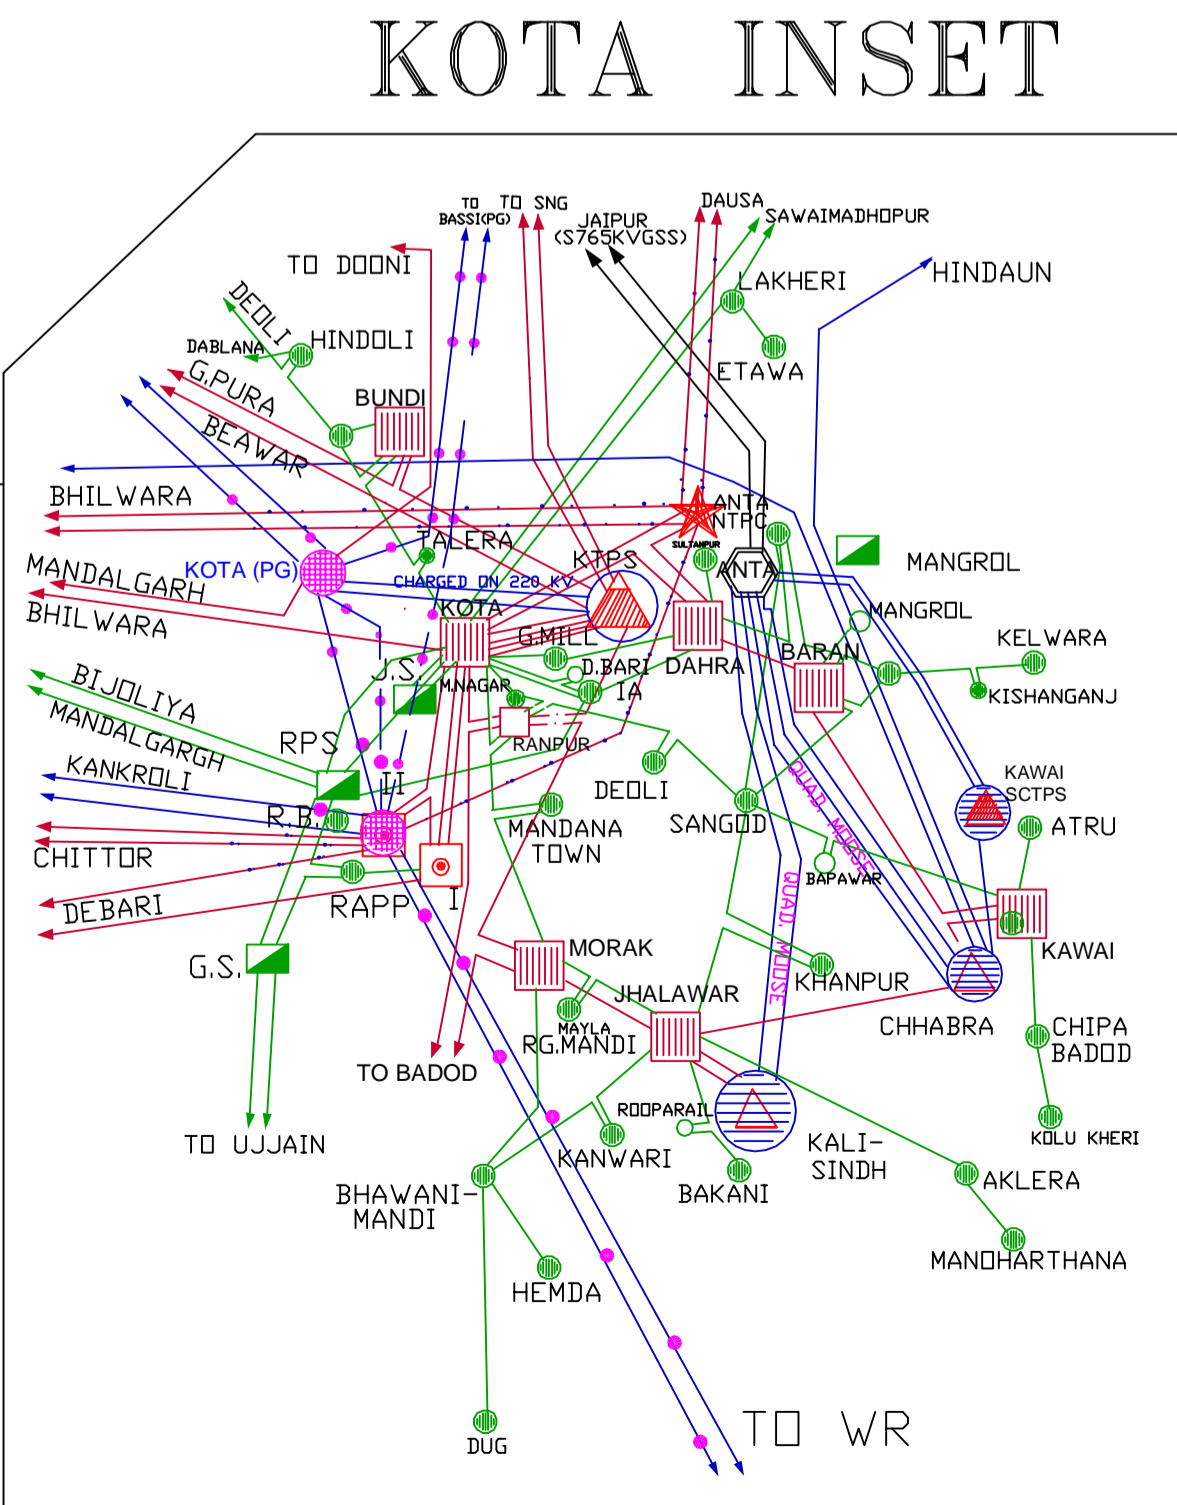 KOTA INSET
TO
BASSI(PG)
TO SNG
JAIPUR
(S765KVGSS)
DAUSA
SAWAIMADHOPUR
TO DOONI
HINDAUN
LAKHERI
DEOLI
HINDOLI
DABLANA
G.PURA
ETAWA
BUNDI
BEAWAR
BHILWARA
ANTA
NTPC
SULTANPUR
TALERA
KTPS
MANGROL
KOTA (PG)
CHARGED ON 220 KV
ANTA
MANDALGARH
BHILWARA
KOTA
MANGROL
G.MILL
KELWARA
D.BARI
IA
DAHRA
BARAN
J.S.
M.NAGAR
KISHANGANJ
BIJOLIYA
MANDALGARGH
RPS
RANPUR
KANKROLI
II
DEOLI
QUAD MOOSE
KAWAI
SCTPS
R.B.
MANDANA
TOWN
SANGOD
ATRU
CHITTOR
BAPAWAR
DEBARI
RAPP
I
QUAD. MOOSE
MORAK
KAWAI
G.S.
KHANPUR
JHALAWAR
CHHABRA
MAYLA
RG.MANDI
CHIPA
BADOD
TO BADOD
ROOPARAIL
TO UJJAIN
KOLU KHERI
KANWARI
KALI-
SINDH
BHAWANI-
MANDI
BAKANI
AKLERA
MANOHARTHANA
HEMDA
TO WR
DUG